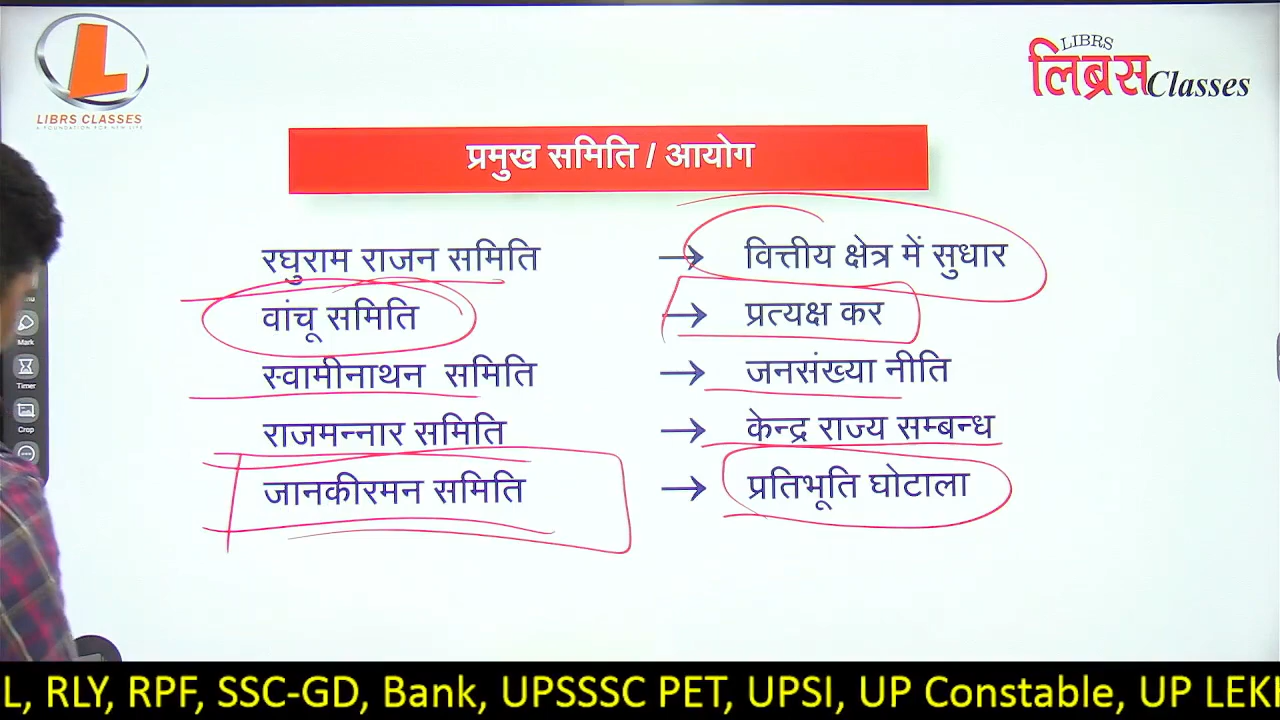 LIBRS CLASSES
A FOUNDATION FOR NEW LIFE
LIBRS
लिब्रस Classes
प्रमुख समिति / आयोग
रघुराम राजन समिति → वित्तीय क्षेत्र में सुधार
वांचू समिति → प्रत्यक्ष कर
स्वामीनाथन समिति → जनसंख्या नीति
राजमन्नार समिति → केन्द्र राज्य सम्बन्ध
जानकीरमन समिति → प्रतिभूति घोटाला
Mark
Timer
Crop
L, RLY, RPF, SSC-GD, Bank, UPSSSC PET, UPSI, UP Constable, UP LEKH